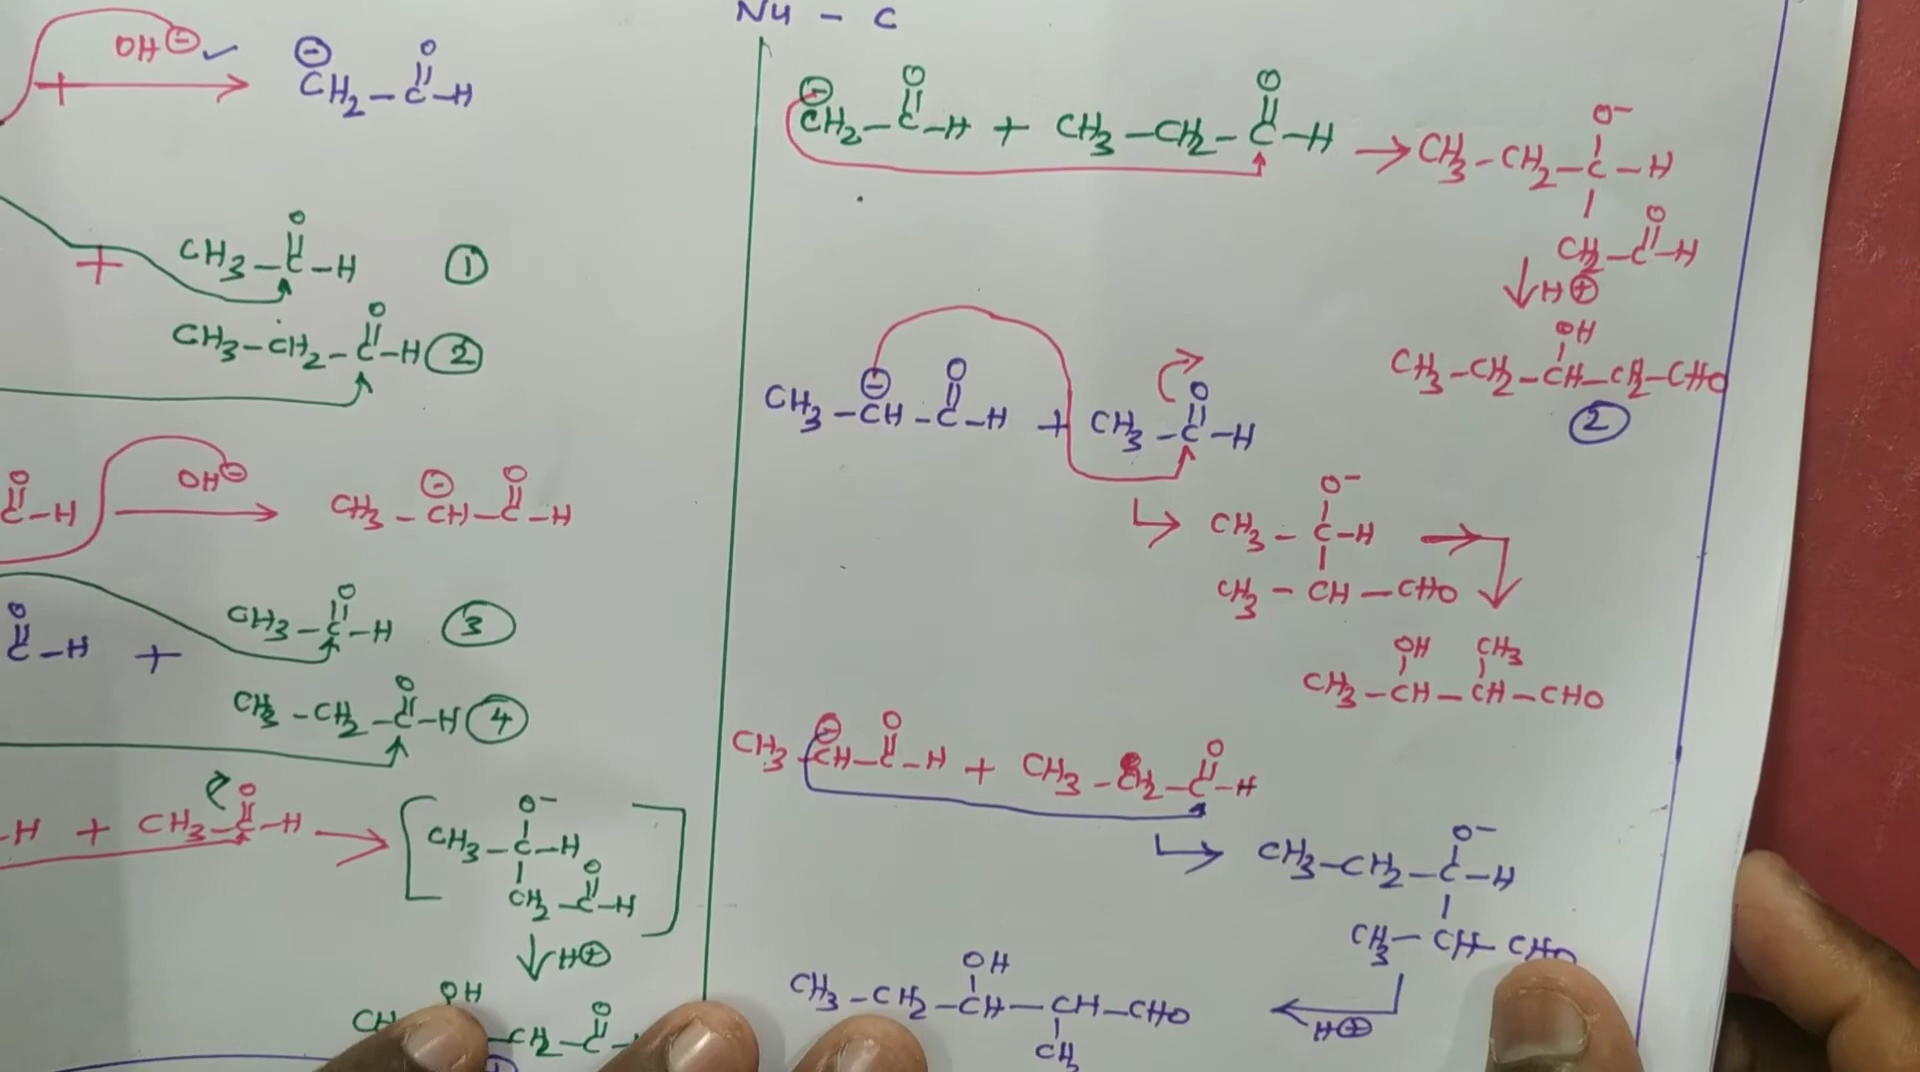 OH⊖ ✓
⊖
CH2-C(=O)-H
CH3-C(=O)-H ①
CH3-CH2-C(=O)-H ②
C(=O)-H OH⊖ → CH3-CH(⊖)-C(=O)-H
C(=O)-H + CH3-C(=O)-H ③
CH3-CH2-C(=O)-H ④
-H + CH3-C(=O)-H → [CH3-C(O⁻)-H
CH2-C(=O)-H]
↓ H⊕
OH
CH2-C(=O)
Nu - C
⊖
CH2-C(=O)-H + CH3-CH2-C(=O)-H → CH3-CH2-C(O⁻)-H
CH2-C(=O)-H
↓ H⊕
OH
CH3-CH2-CH-CH2-CHO
②
CH3-CH(⊖)-C(=O)-H + CH3-C(=O)-H
↳ CH3-C(O⁻)-H →
CH3-CH-CHO
OH CH3
CH3-CH-CH-CHO
CH3-CH(⊖)-C(=O)-H + CH3-CH2-C(=O)-H
↳ CH3-CH2-C(O⁻)-H
CH3-CH-CHO
H⊕
OH
CH3-CH2-CH-CH-CHO
CH3